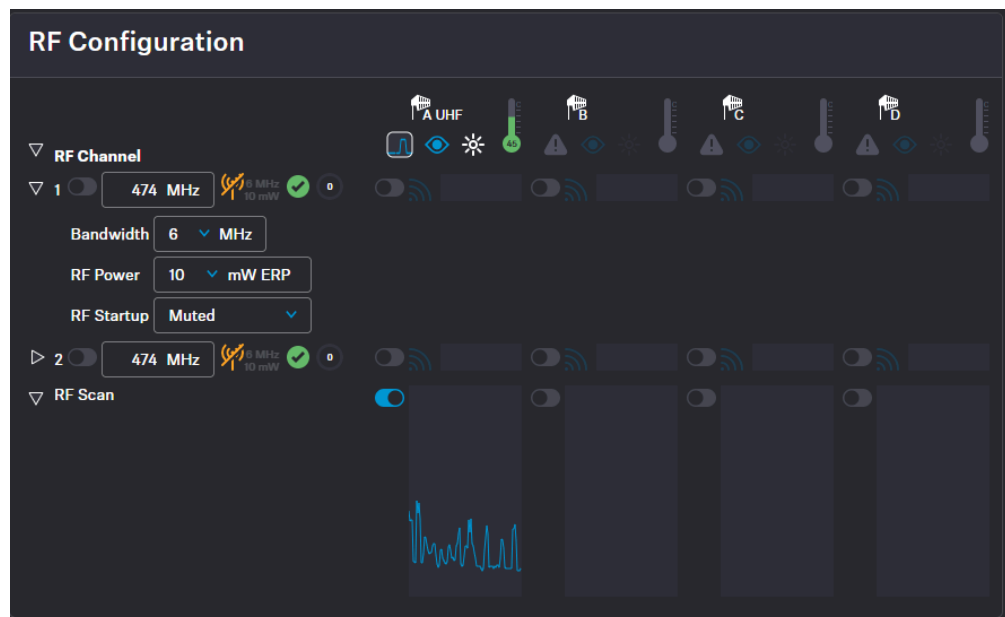 RF Configuration
A UHF
B
C
D
°C
°C
°C
°C
45
RF Channel
1 474 MHz 6 MHz 0
10 mW
Bandwidth 6 MHz
RF Power 10 mW ERP
RF Startup Muted
2 474 MHz 6 MHz 0
10 mW
RF Scan